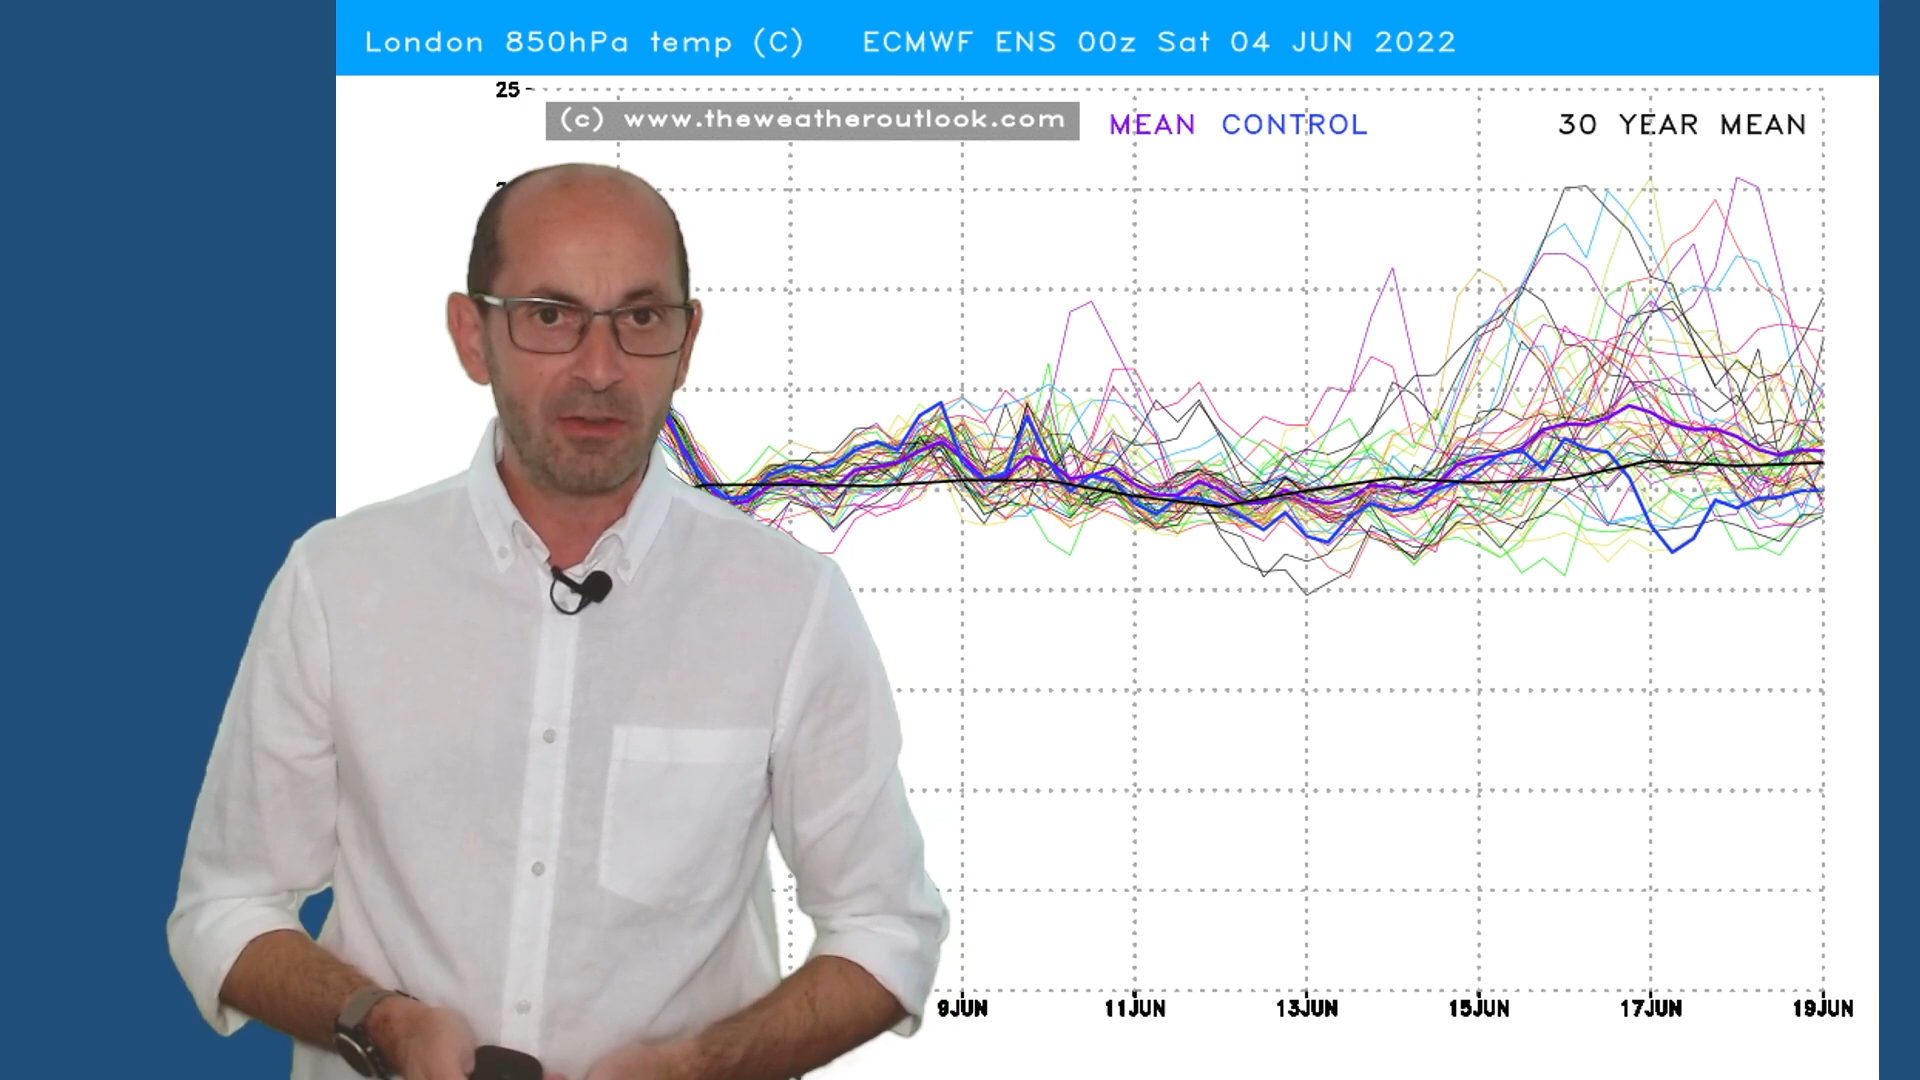 London 850hPa temp (C) ECMWF ENS 00z Sat 04 JUN 2022
25
(c) www.theweatheroutlook.com MEAN CONTROL 30 YEAR MEAN
9JUN 11JUN 13JUN 15JUN 17JUN 19JUN